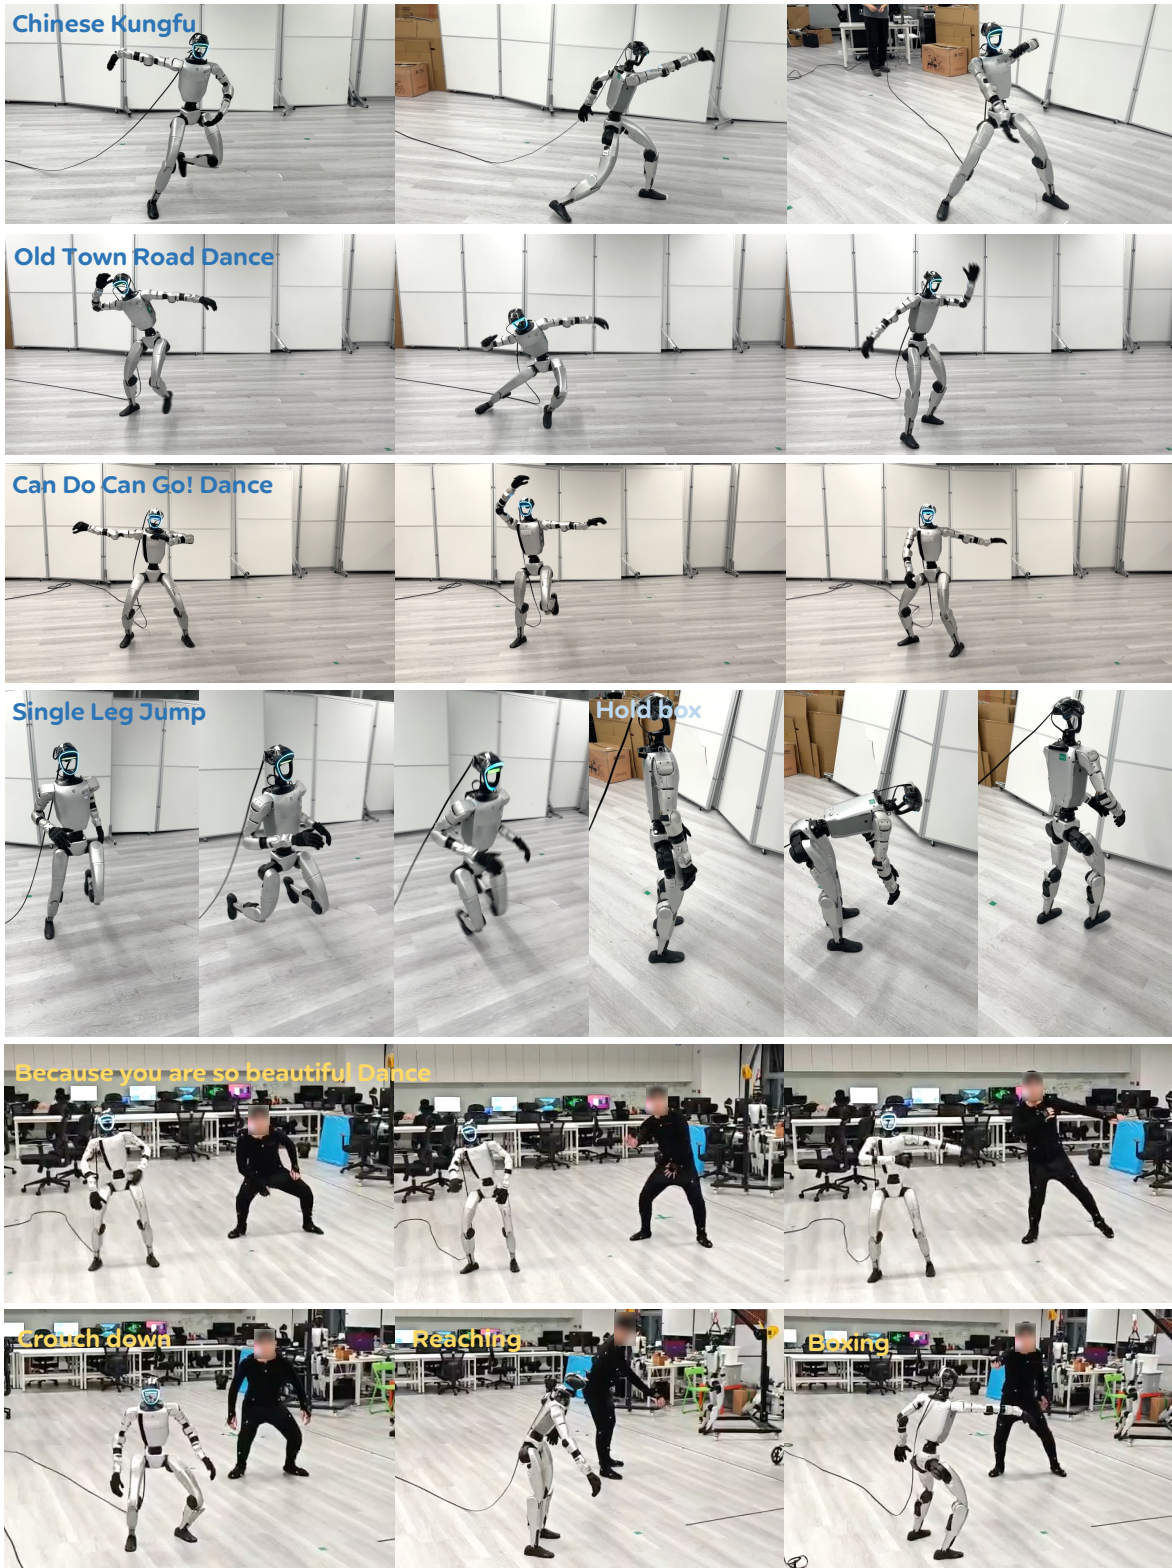 Chinese Kungfu
Old Town Road Dance
Can Do Can Go! Dance
Single Leg Jump
Hold box
Because you are so beautiful Dance
Crouch down
Reaching
Boxing